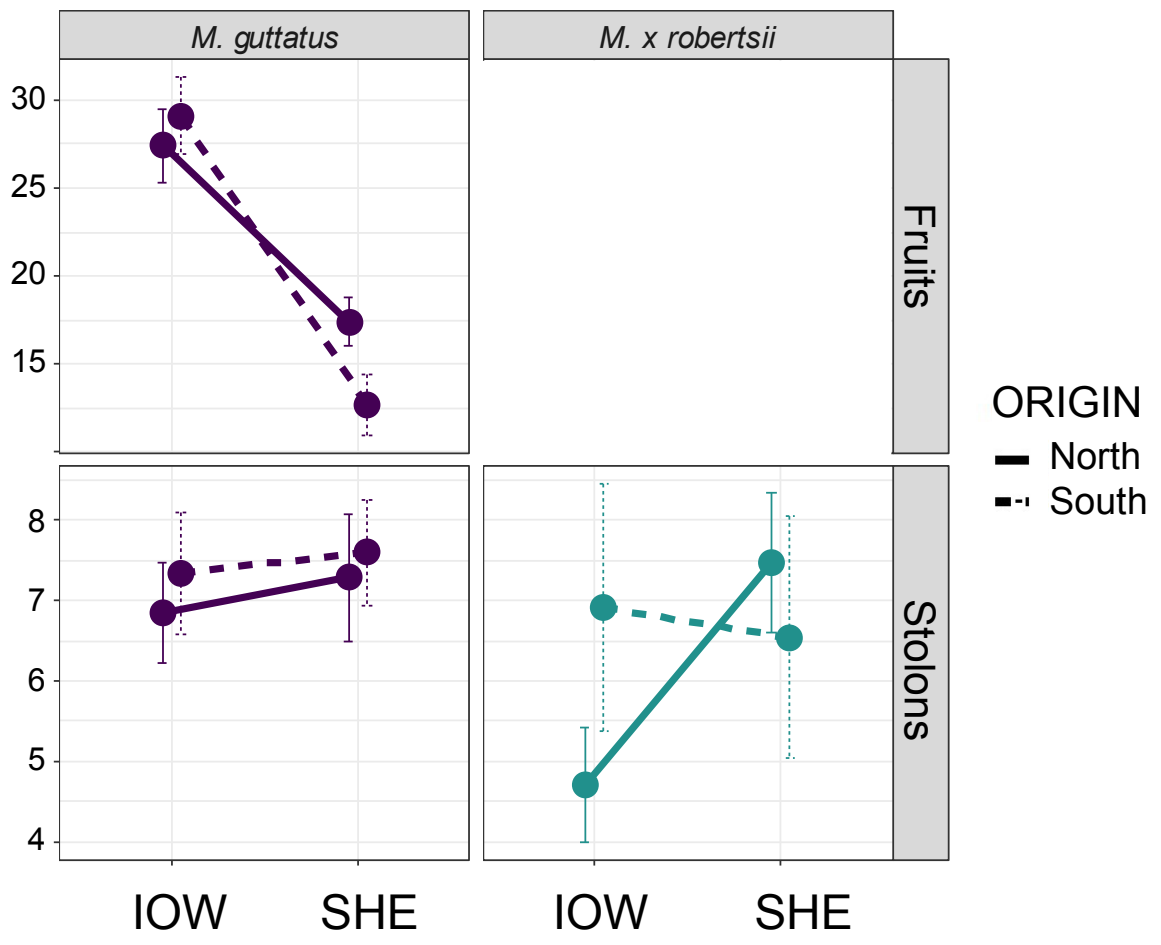 M. guttatus
M. x robertsii
30
25
20
15
Fruits
8
7
6
5
4
Stolons
IOW
SHE
IOW
SHE
ORIGIN
North
South